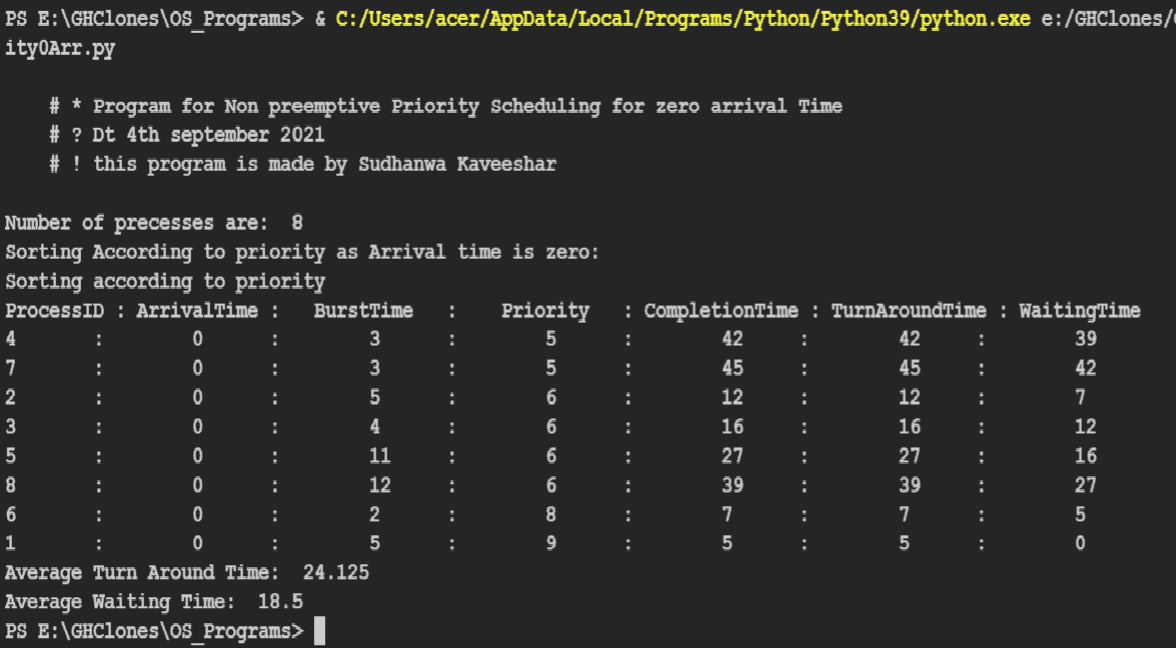 PS E:\GHClones\OS_Programs> & C:/Users/acer/AppData/Local/Programs/Python/Python39/python.exe e:/GHClones/
ity0Arr.py
# * Program for Non preemptive Priority Scheduling for zero arrival Time
# ? Dt 4th september 2021
# ! this program is made by Sudhanwa Kaveeshar
Number of precesses are:  8
Sorting According to priority as Arrival time is zero:
Sorting according to priority
ProcessID : ArrivalTime :   BurstTime   :    Priority   : CompletionTime : TurnAroundTime : WaitingTime
4 : 0 : 3 : 5 : 42 : 42 : 39
7 : 0 : 3 : 5 : 45 : 45 : 42
2 : 0 : 5 : 6 : 12 : 12 : 7
3 : 0 : 4 : 6 : 16 : 16 : 12
5 : 0 : 11 : 6 : 27 : 27 : 16
8 : 0 : 12 : 6 : 39 : 39 : 27
6 : 0 : 2 : 8 : 7 : 7 : 5
1 : 0 : 5 : 9 : 5 : 5 : 0
Average Turn Around Time:  24.125
Average Waiting Time:  18.5
PS E:\GHClones\OS_Programs>